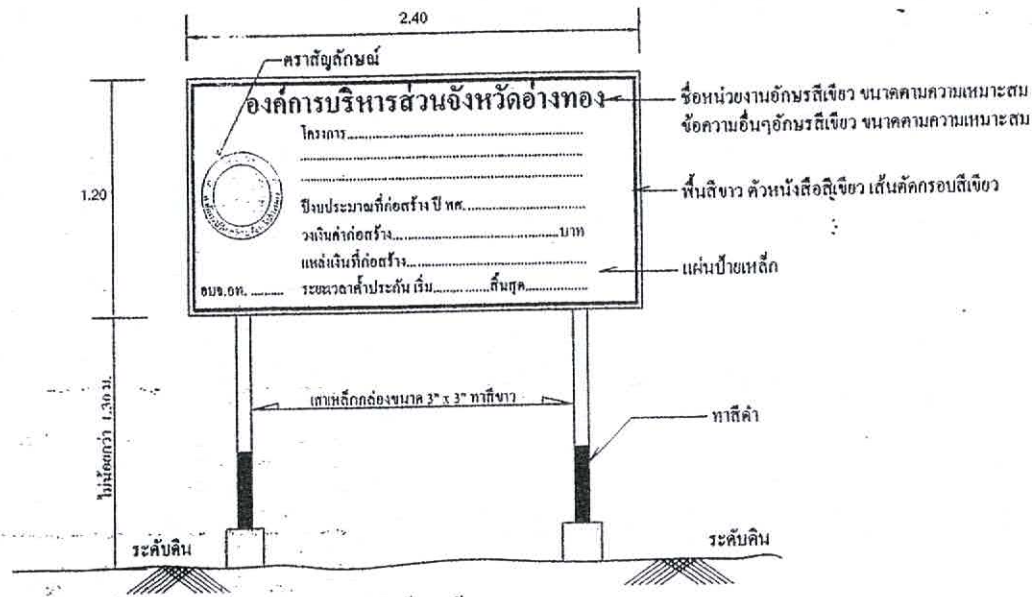 2.40
ตราสัญลักษณ์
องค์การบริหารส่วนจังหวัดอ่างทอง
ชื่อหน่วยงานอักษรสีเขียว ขนาดตามความเหมาะสม
ข้อความอื่นๆอักษรสีเขียว ขนาดตามความเหมาะสม
โครงการ
1.20
พื้นสีขาว ตัวหนังสือสีเขียว เส้นตัดกรอบสีเขียว
ปีงบประมาณที่ก่อสร้าง ปี พศ.
วงเงินค่าก่อสร้าง บาท
แหล่งเงินที่ก่อสร้าง
แผ่นป้ายเหล็ก
อบจ.อท. ระยะเวลาค้ำประกัน เริ่ม สิ้นสุด
ไม่น้อยกว่า 1.30 ม.
เสาเหล็กกล่องขนาด 3" x 3" ทาสีขาว
ทาสีดำ
ระดับดิน ระดับดิน